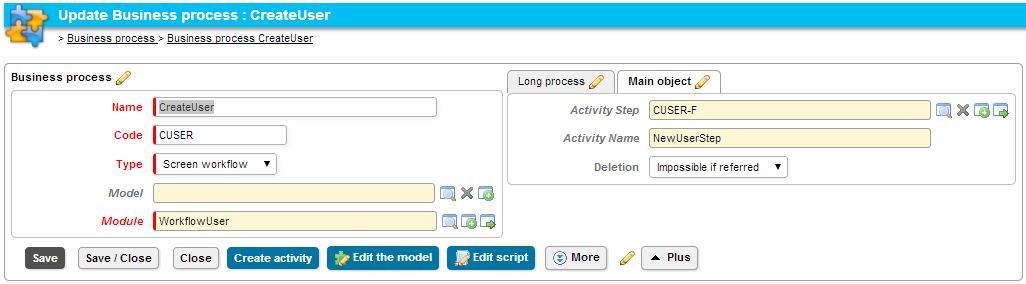 Update Business process : CreateUser
> Business process > Business process CreateUser
Business process
Name CreateUser
Code CUSER
Type Screen workflow
Model
Module WorkflowUser
Long process Main object
Activity Step CUSER-F
Activity Name NewUserStep
Deletion Impossible if referred
Save Save / Close Close Create activity Edit the model Edit script More Plus